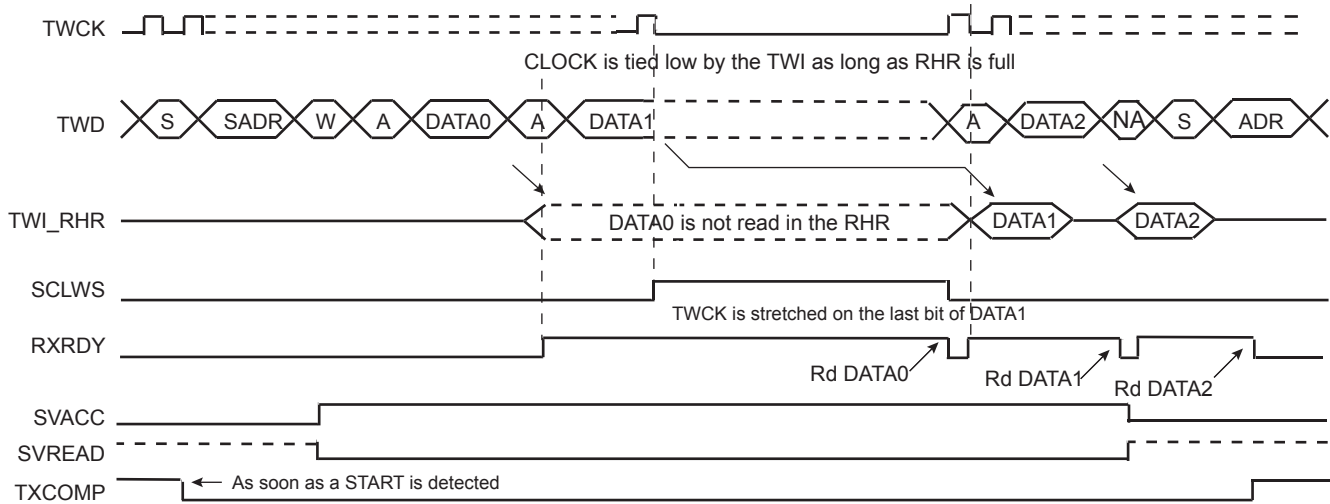 TWCK
CLOCK is tied low by the TWI as long as RHR is full
TWD S SADR W A DATA0 A DATA1 A DATA2 NA S ADR
TWI_RHR DATA0 is not read in the RHR DATA1 DATA2
SCLWS
TWCK is stretched on the last bit of DATA1
RXRDY
Rd DATA0 Rd DATA1 Rd DATA2
SVACC
SVREAD
TXCOMP As soon as a START is detected